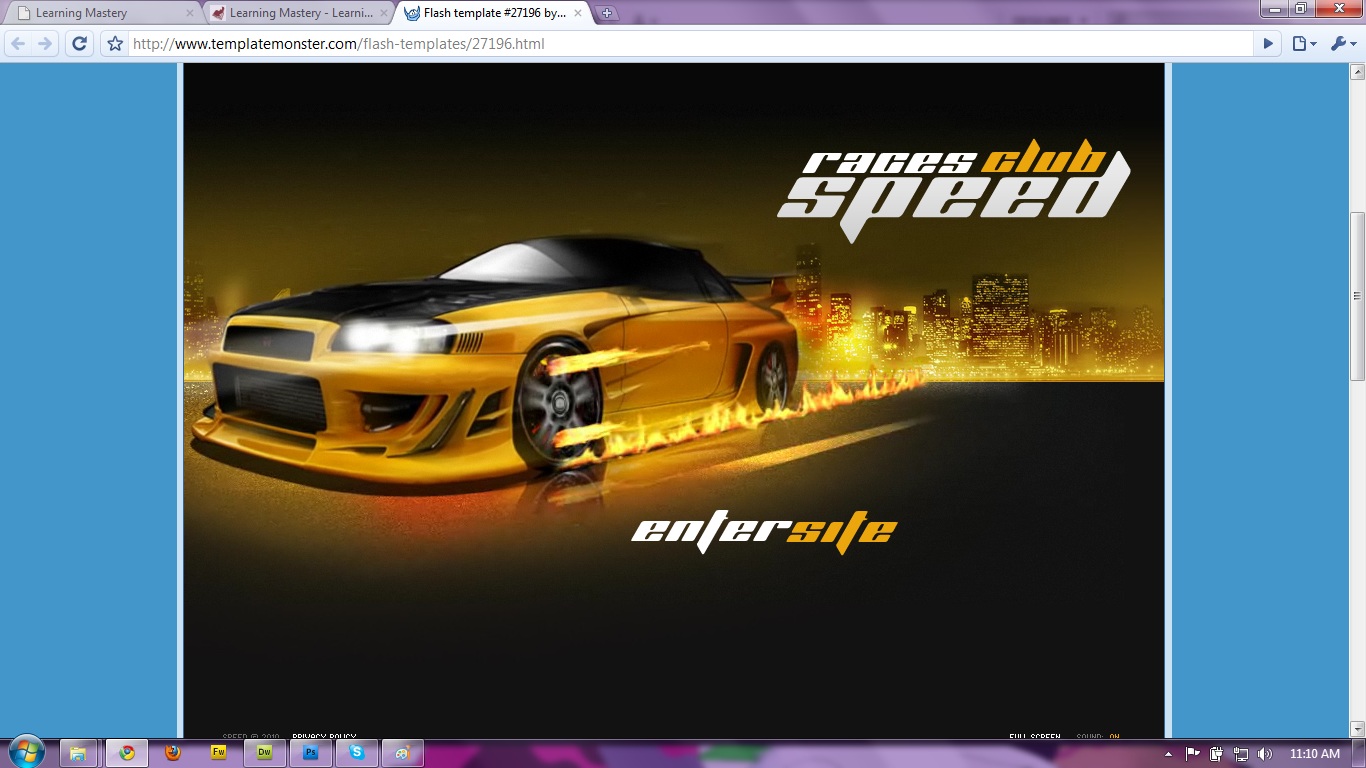 Learning Mastery
Learning Mastery - Learni...
Flash template #27196 by...
http://www.templatemonster.com/flash-templates/27196.html
races club
speed
enter site
SPEED © 2010 PRIVACY POLICY
FULL SCREEN SOUND: ON
Fw
Dw
Ps
11:10 AM